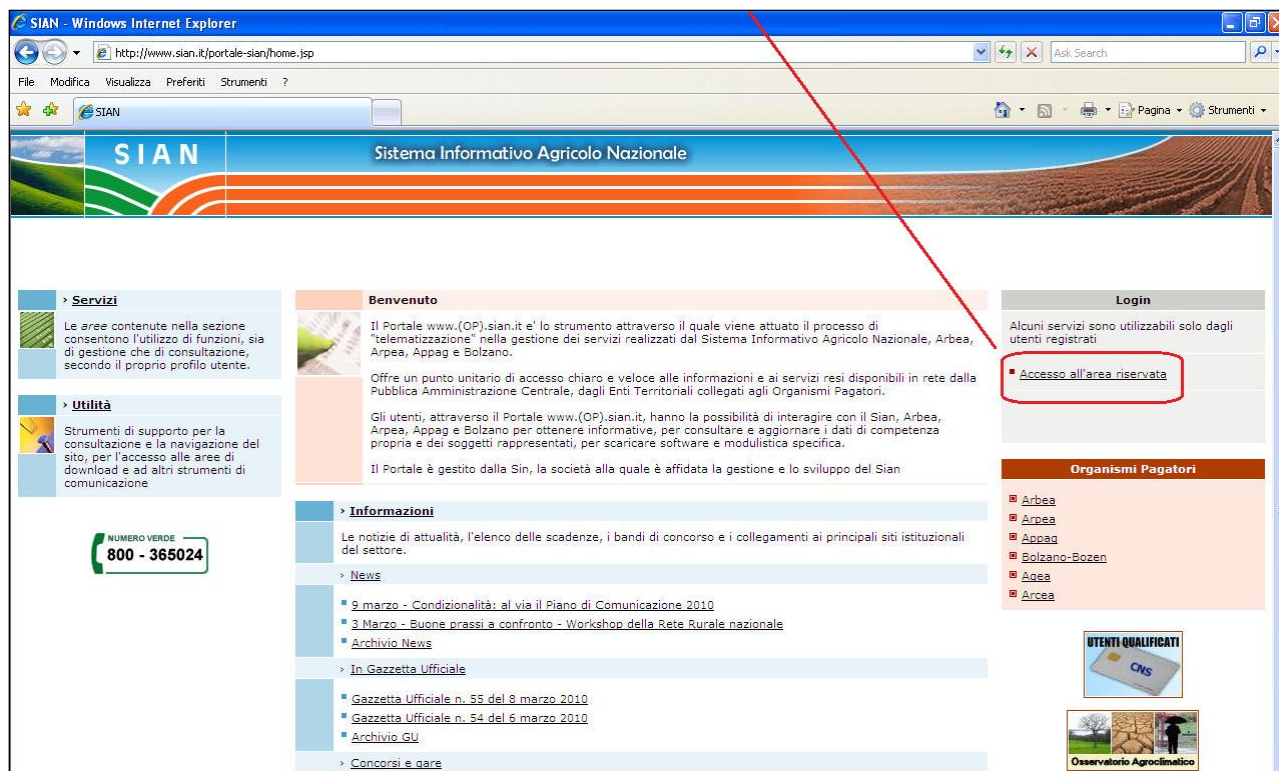 SIAN - Windows Internet Explorer
http://www.sian.it/portale-sian/home.jsp
Ask Search
File Modifica Visualizza Preferiti Strumenti ?
SIAN
Pagina
Strumenti
SIAN
Sistema Informativo Agricolo Nazionale
› Servizi
Le aree contenute nella sezione
consentono l'utilizzo di funzioni, sia
di gestione che di consultazione,
secondo il proprio profilo utente.
› Utilità
Strumenti di supporto per la
consultazione e la navigazione del
sito, per l'accesso alle aree di
download e ad altri strumenti di
comunicazione
NUMERO VERDE
800 - 365024
Benvenuto
Il Portale www.(OP).sian.it e' lo strumento attraverso il quale viene attuato il processo di
"telematizzazione" nella gestione dei servizi realizzati dal Sistema Informativo Agricolo Nazionale, Arbea,
Arpea, Appag e Bolzano.
Offre un punto unitario di accesso chiaro e veloce alle informazioni e ai servizi resi disponibili in rete dalla
Pubblica Amministrazione Centrale, dagli Enti Territoriali collegati agli Organismi Pagatori.
Gli utenti, attraverso il Portale www.(OP).sian.it, hanno la possibilità di interagire con il Sian, Arbea,
Arpea, Appag e Bolzano per ottenere informative, per consultare e aggiornare i dati di competenza
propria e dei soggetti rappresentati, per scaricare software e modulistica specifica.
Il Portale è gestito dalla Sin, la società alla quale è affidata la gestione e lo sviluppo del Sian
› Informazioni
Le notizie di attualità, l'elenco delle scadenze, i bandi di concorso e i collegamenti ai principali siti istituzionali
del settore.
› News
9 marzo - Condizionalità: al via il Piano di Comunicazione 2010
3 Marzo - Buone prassi a confronto - Workshop della Rete Rurale nazionale
Archivio News
› In Gazzetta Ufficiale
Gazzetta Ufficiale n. 55 del 8 marzo 2010
Gazzetta Ufficiale n. 54 del 6 marzo 2010
Archivio GU
› Concorsi e gare
Login
Alcuni servizi sono utilizzabili solo dagli
utenti registrati
Accesso all'area riservata
Organismi Pagatori
Arbea
Arpea
Appag
Bolzano-Bozen
Agea
Arcea
UTENTI QUALIFICATI
CNS
Osservatorio Agroclimatico